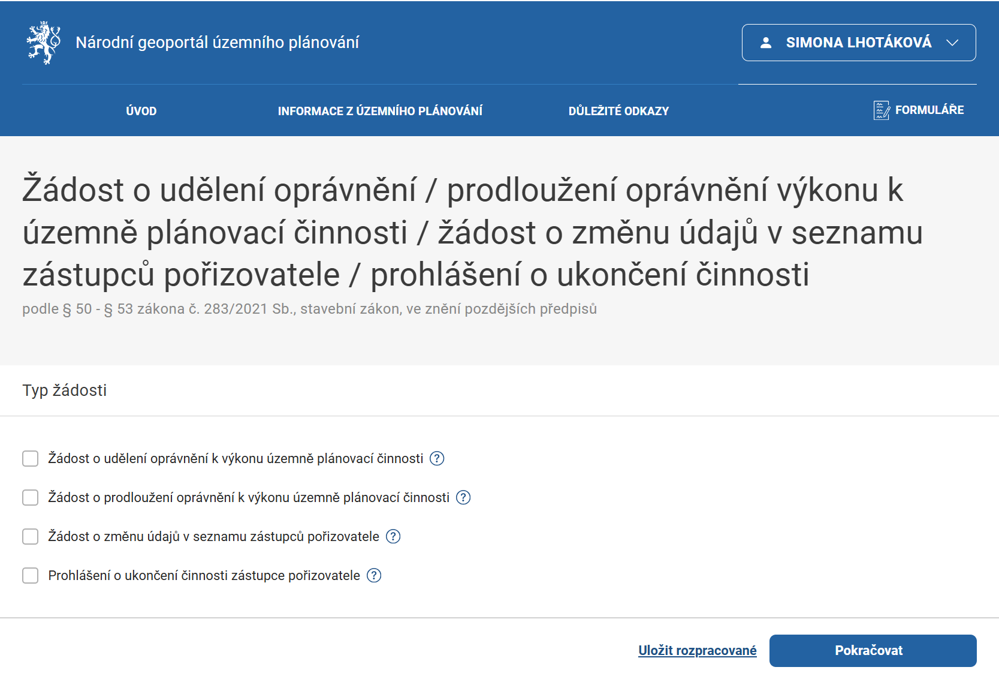 Národní geoportál územního plánování
SIMONA LHOTÁKOVÁ
ÚVOD
INFORMACE Z ÚZEMNÍHO PLÁNOVÁNÍ
DŮLEŽITÉ ODKAZY
FORMULÁŘE
Žádost o udělení oprávnění / prodloužení oprávnění výkonu k
územně plánovací činnosti / žádost o změnu údajů v seznamu
zástupců pořizovatele / prohlášení o ukončení činnosti
podle § 50 - § 53 zákona č. 283/2021 Sb., stavební zákon, ve znění pozdějších předpisů
Typ žádosti
Žádost o udělení oprávnění k výkonu územně plánovací činnosti ?
Žádost o prodloužení oprávnění k výkonu územně plánovací činnosti ?
Žádost o změnu údajů v seznamu zástupců pořizovatele ?
Prohlášení o ukončení činnosti zástupce pořizovatele ?
Uložit rozpracované
Pokračovat